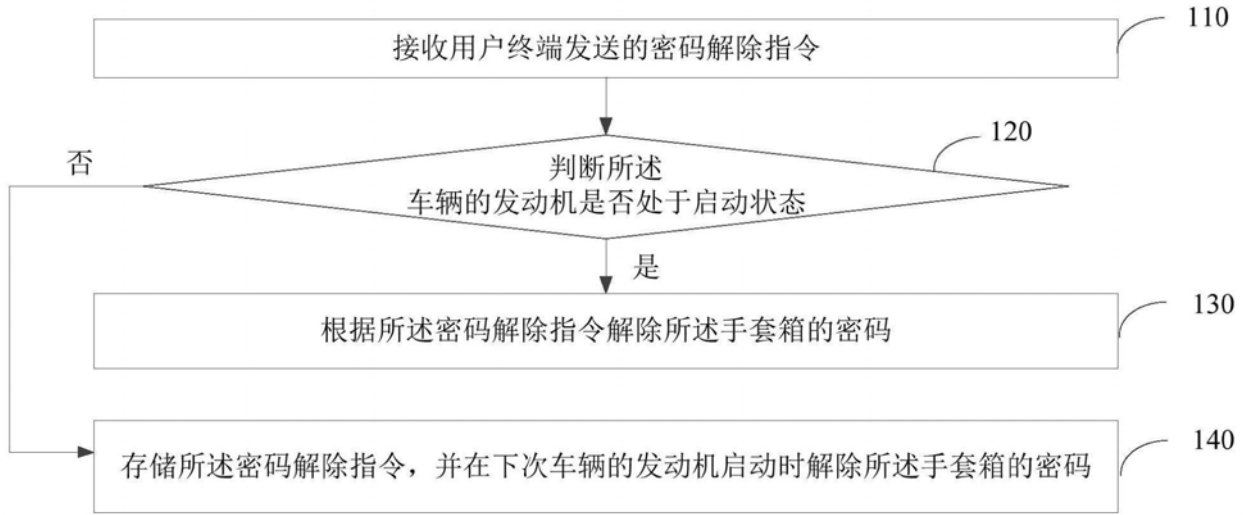 接收用户终端发送的密码解除指令
110
120
判断所述
车辆的发动机是否处于启动状态
否
是
根据所述密码解除指令解除所述手套箱的密码
130
存储所述密码解除指令，并在下次车辆的发动机启动时解除所述手套箱的密码
140